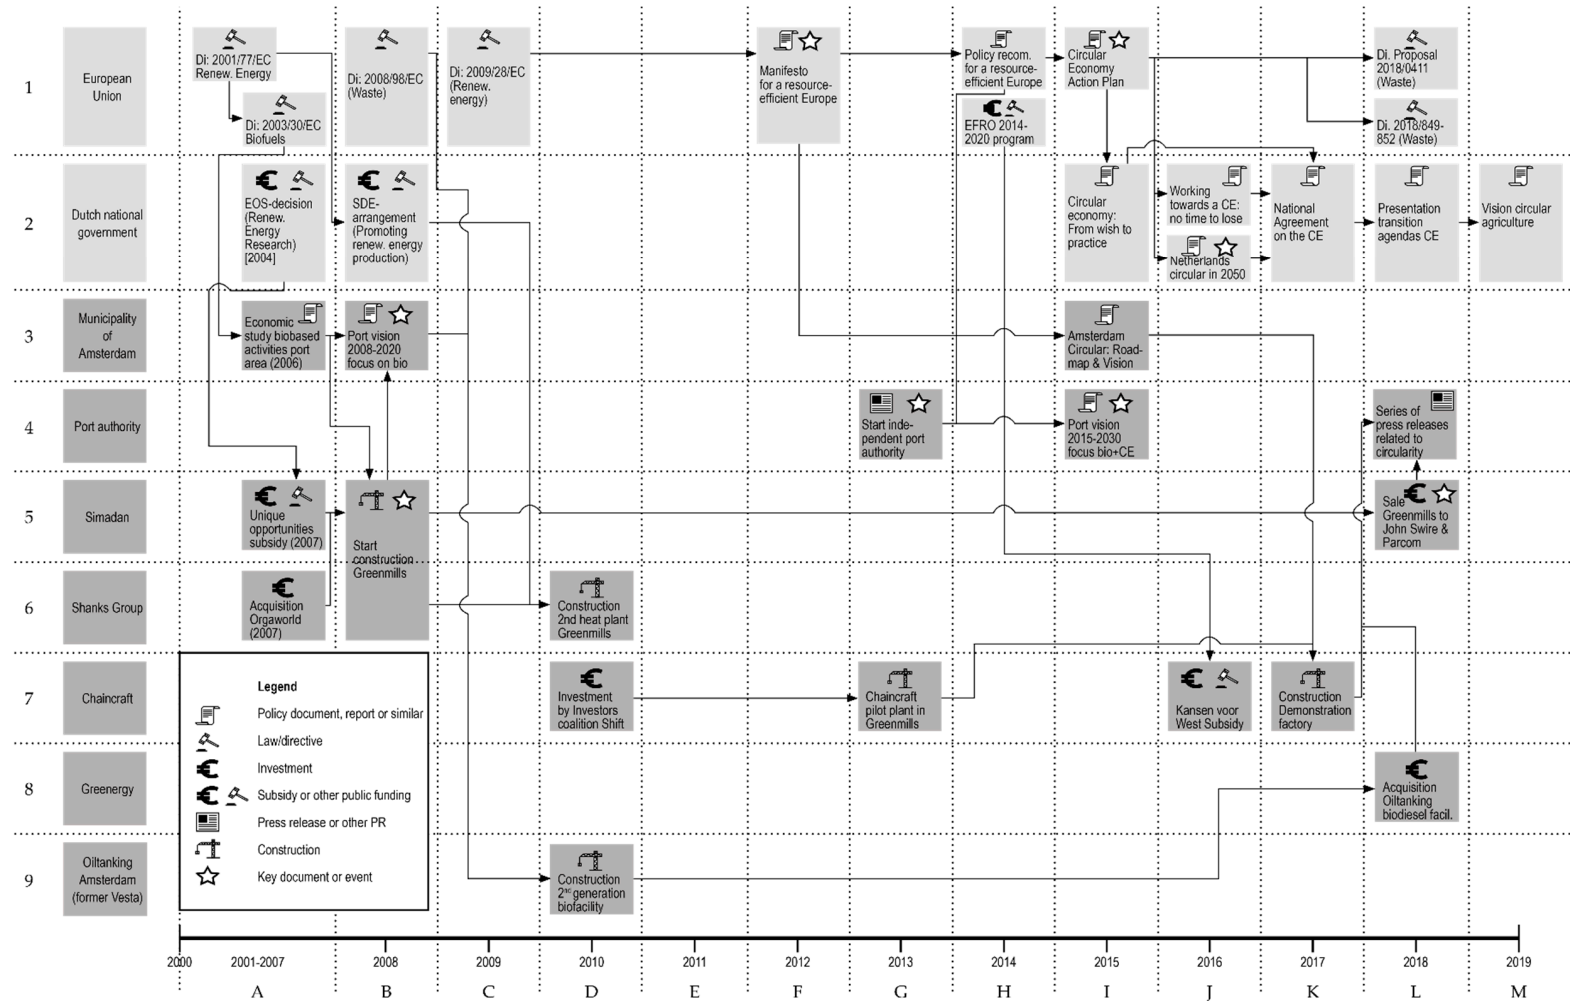 1
European
Union
Di: 2001/77/EC
Renew. Energy
Di: 2003/30/EC
Biofuels
Di: 2008/98/EC
(Waste)
Di: 2009/28/EC
(Renew.
energy)
Manifesto
for a resource-
efficient Europe
Policy recom.
for a resource-
efficient Europe
EFRO 2014-
2020 program
Circular
Economy
Action Plan
Di. Proposal
2018/0411
(Waste)
Di. 2018/849-
852 (Waste)
2
Dutch national
government
EOS-decision
(Renew.
Energy
Research)
[2004]
SDE-
arrangement
(Promoting
renew. energy
production)
Circular
economy:
From wish to
practice
Working
towards a CE:
no time to lose
Netherlands
circular in 2050
National
Agreement
on the CE
Presentation
transition
agendas CE
Vision circular
agriculture
3
Municipality
of
Amsterdam
Economic
study biobased
activities port
area (2006)
Port vision
2008-2020
focus on bio
Amsterdam
Circular: Road-
map & Vision
4
Port authority
Start inde-
pendent port
authority
Port vision
2015-2030
focus bio+CE
Series of
press releases
related to
circularity
5
Simadan
Unique
opportunities
subsidy (2007)
Start
construction
Greenmills
Sale
Greenmills to
John Swire &
Parcom
6
Shanks Group
Acquisition
Orgaworld
(2007)
Construction
2nd heat plant
Greenmills
7
Chaincraft
Investment
by Investors
coalition Shift
Chaincraft
pilot plant in
Greenmills
Kansen voor
West Subsidy
Construction
Demonstration
factory
8
Greenergy
Acquisition
Oiltanking
biodiesel facil.
9
Oiltanking
Amsterdam
(former Vesta)
Construction
2nd generation
biofacility
Legend
Policy document, report or similar
Law/directive
Investment
Subsidy or other public funding
Press release or other PR
Construction
Key document or event
2000 2001-2007 2008 2009 2010 2011 2012 2013 2014 2015 2016 2017 2018 2019
A B C D E F G H I J K L M